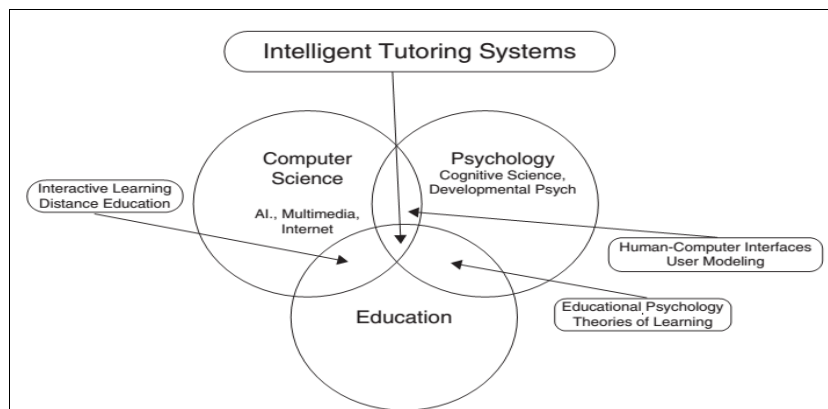 Intelligent Tutoring Systems
Computer
Science
AI., Multimedia,
Internet
Psychology
Cognitive Science,
Developmental Psych
Interactive Learning
Distance Education
Human-Computer Interfaces
User Modeling
Educational Psychology
Theories of Learning
Education